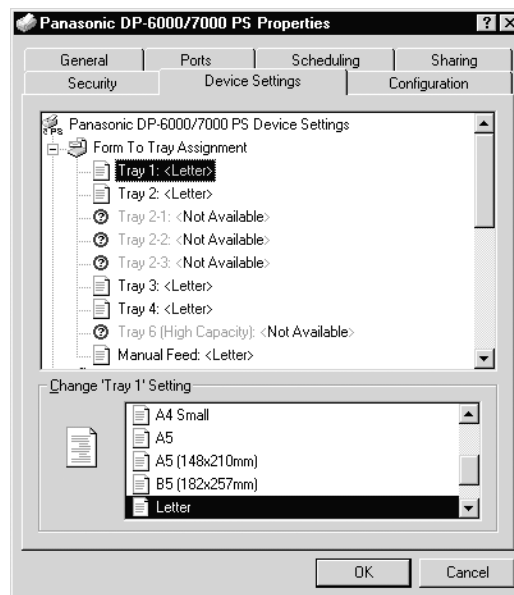 Panasonic DP-6000/7000 PS Properties
General Ports Scheduling Sharing
Security Device Settings Configuration
Panasonic DP-6000/7000 PS Device Settings
Form To Tray Assignment
Tray 1: <Letter>
Tray 2: <Letter>
Tray 2-1: <Not Available>
Tray 2-2: <Not Available>
Tray 2-3: <Not Available>
Tray 3: <Letter>
Tray 4: <Letter>
Tray 6 (High Capacity): <Not Available>
Manual Feed: <Letter>
Change 'Tray 1' Setting
A4 Small
A5
A5 (148x210mm)
B5 (182x257mm)
Letter
OK Cancel